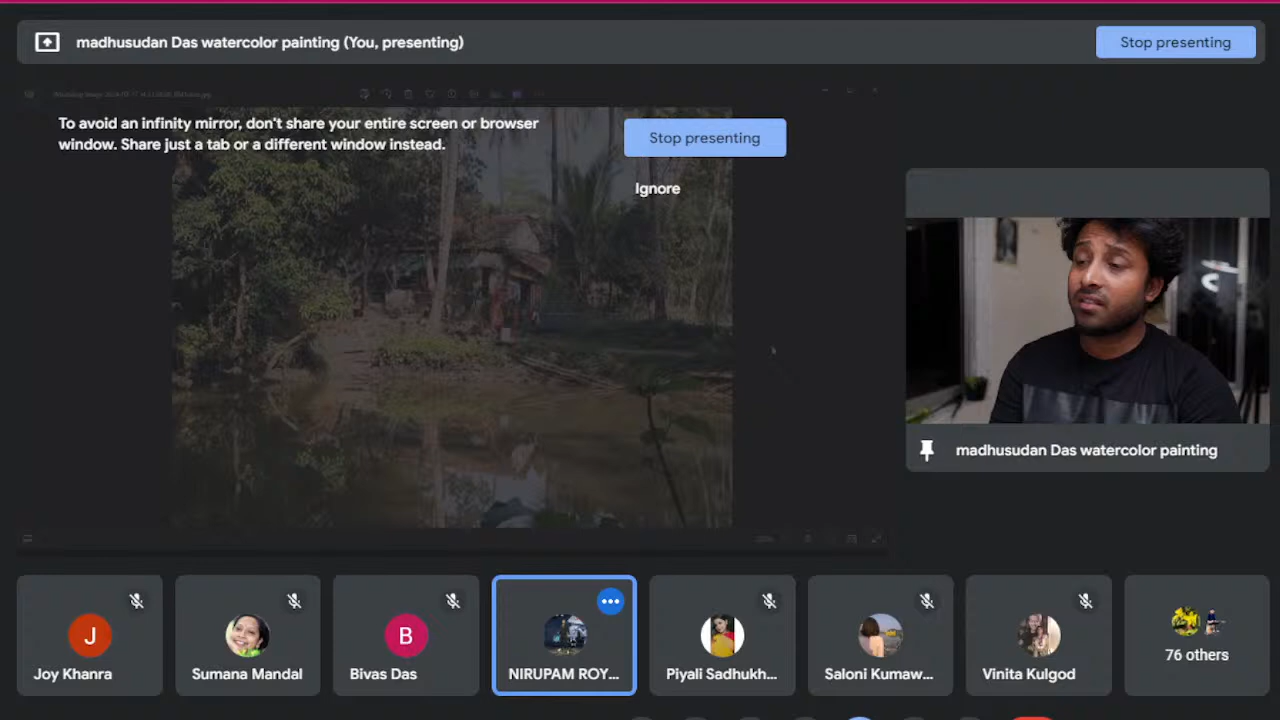 madhusudan Das watercolor painting (You, presenting)
Stop presenting
To avoid an infinity mirror, don't share your entire screen or browser
window. Share just a tab or a different window instead.
Stop presenting
Ignore
madhusudan Das watercolor painting
J
Joy Khanra
Sumana Mandal
B
Bivas Das
NIRUPAM ROY...
Piyali Sadhukh...
Saloni Kumaw...
Vinita Kulgod
76 others